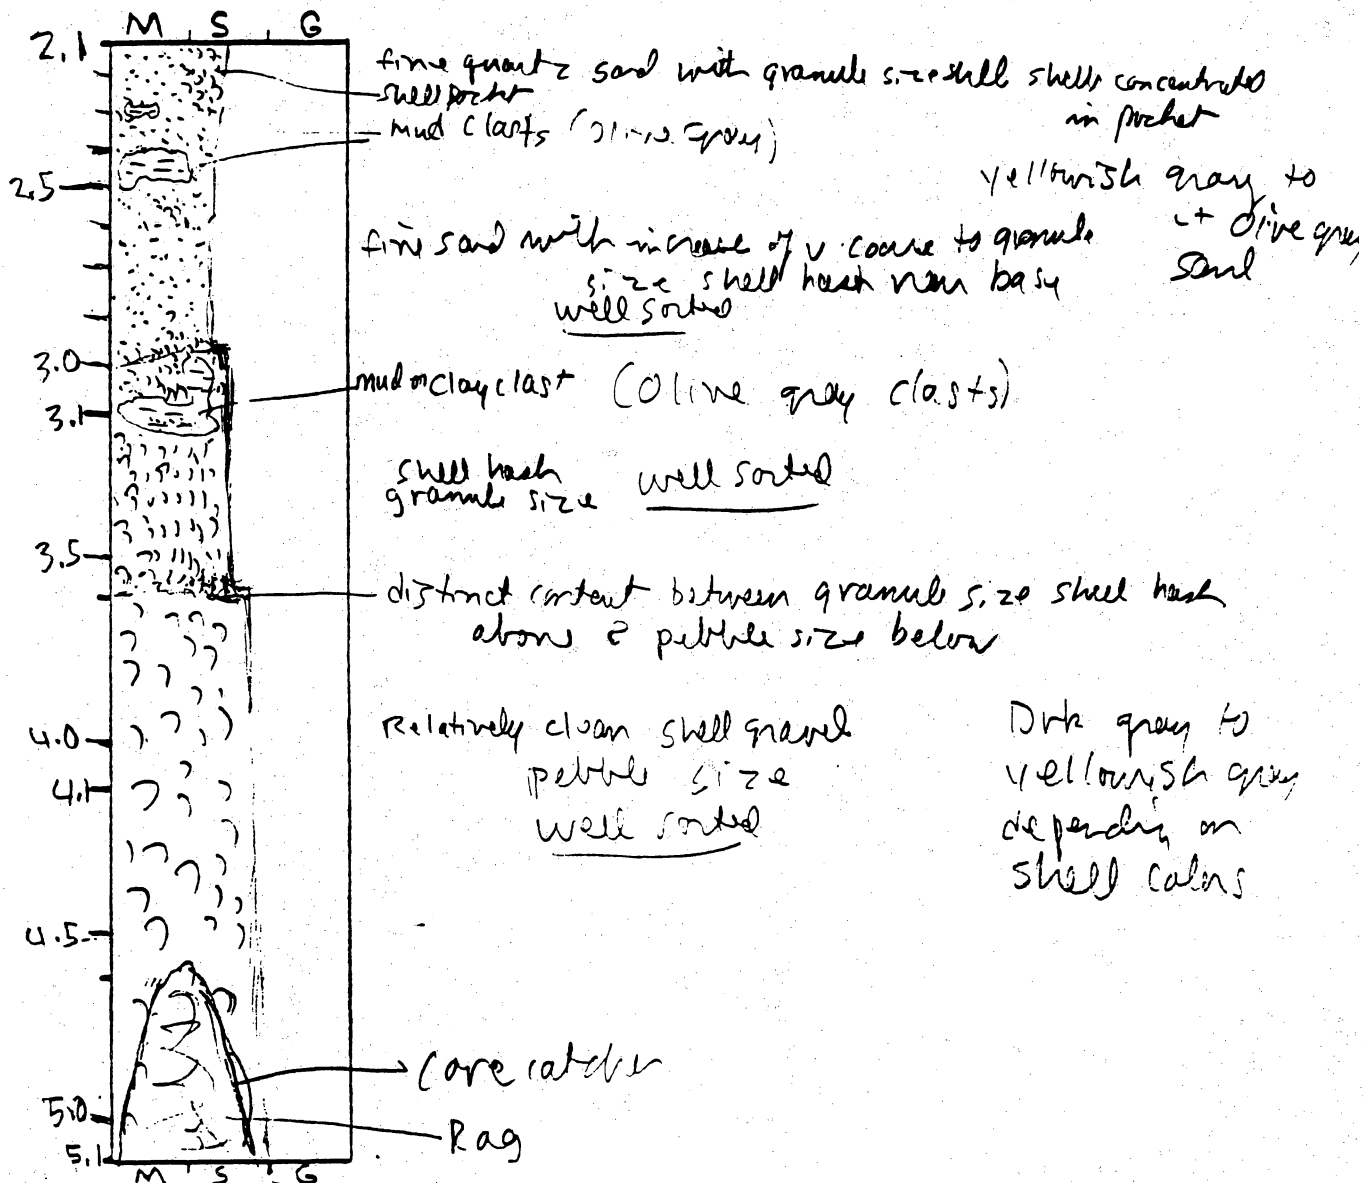 M S G
2.1
fine quartz sand with granule size shell shells concentrated
in pocket
shell pocket
mud clasts (olive gray)
2.5
yellowish gray to
Lt Olive gray
sand
fine sand with increase of v. coarse to granule
size shell hash near base
well sorted
3.0
mud or clay clast (Olive gray clasts)
3.1
shell hash
granule size well sorted
3.5
distinct contact between granule size shell hash
above & pebble size below
Relatively clean shell gravel
pebble size
well sorted
Drk gray to
yellowish gray
depending on
shell colors
4.0
4.1
4.5
Core catcher
5.0
Rag
5.1
M S G